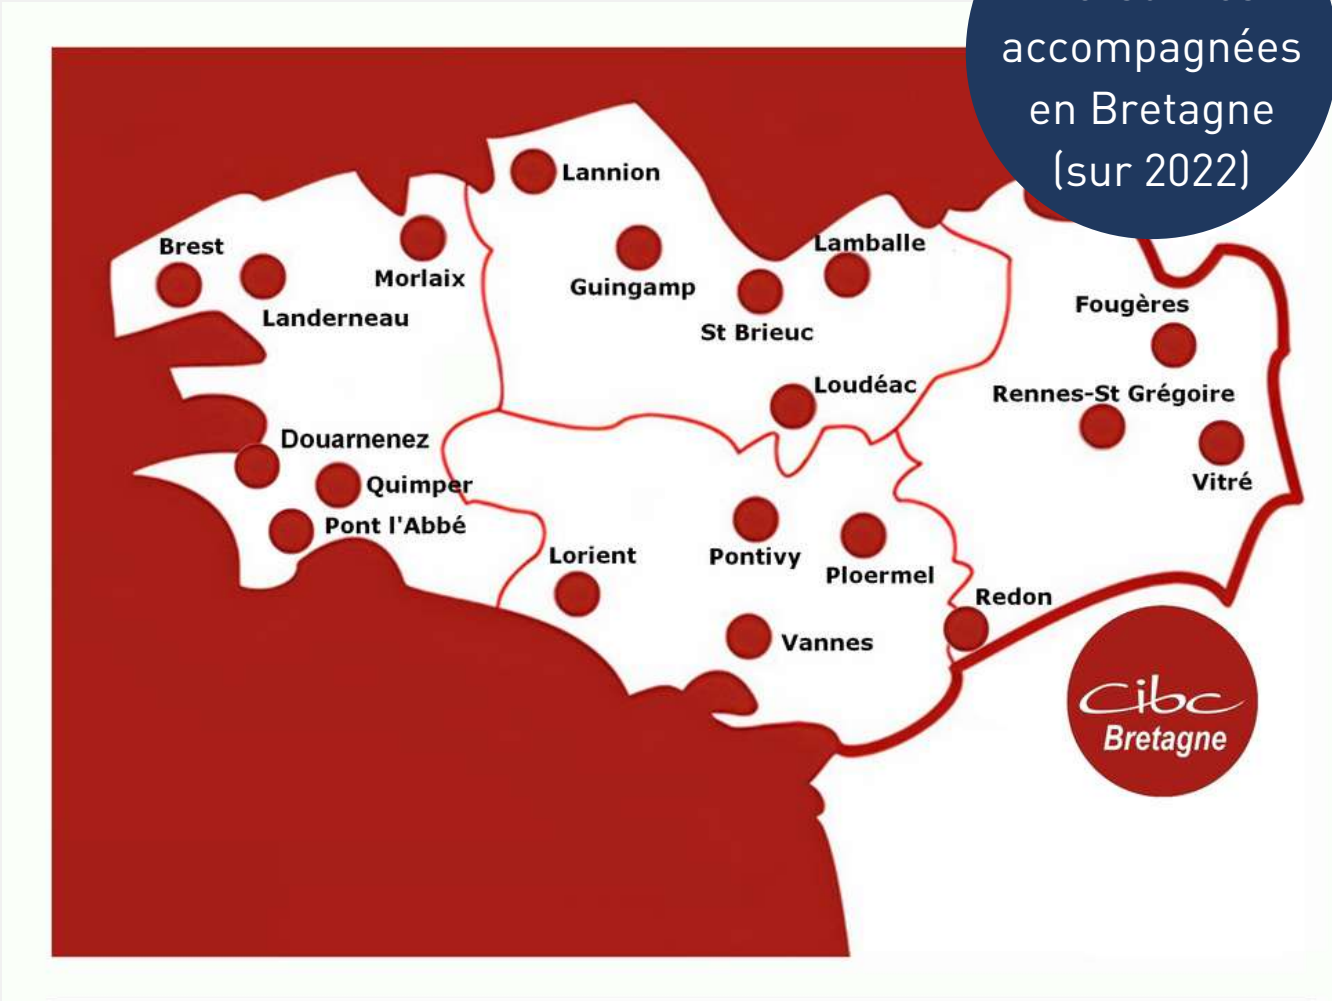 accompagnées
en Bretagne
(sur 2022)
Lannion
Brest
Morlaix
Landerneau
Guingamp
Lamballe
St Brieuc
Loudéac
Fougères
Rennes-St Grégoire
Vitré
Douarnenez
Quimper
Pont l'Abbé
Lorient
Pontivy
Ploermel
Vannes
Redon
Cibc
Bretagne